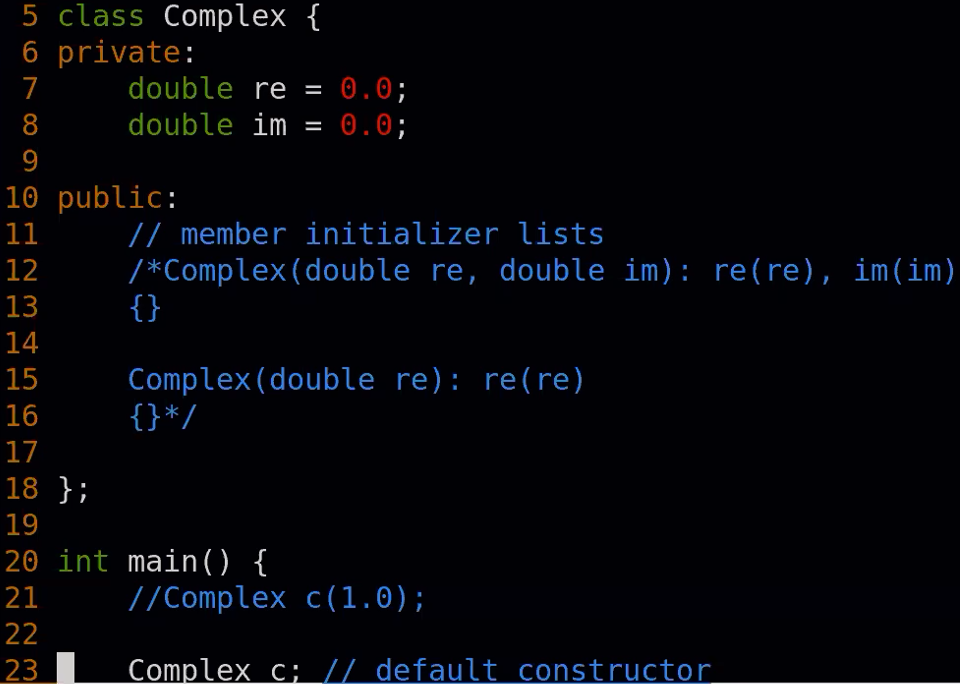 5 class Complex {
6 private:
7     double re = 0.0;
8     double im = 0.0;
9
10 public:
11     // member initializer lists
12     /*Complex(double re, double im): re(re), im(im)
13     {}
14
15     Complex(double re): re(re)
16     {}*/
17
18 };
19
20 int main() {
21     //Complex c(1.0);
22
23     Complex c; // default constructor